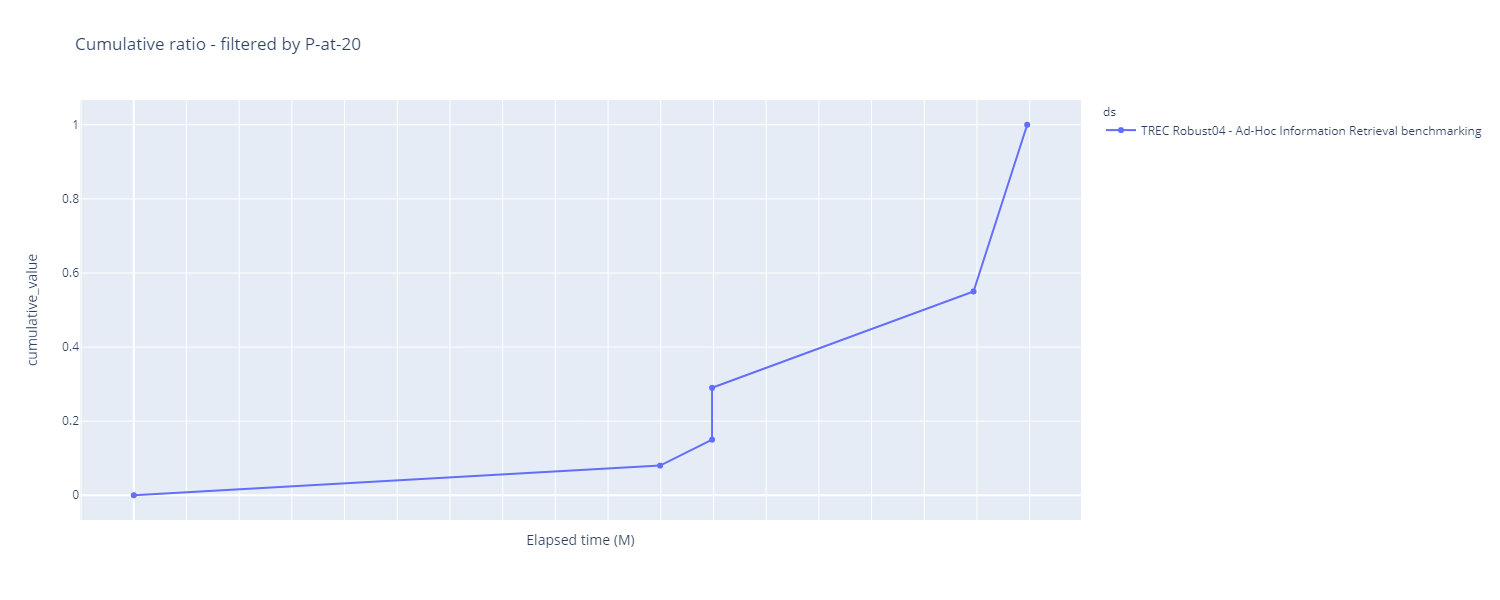 Cumulative ratio - filtered by P-at-20
ds
TREC Robust04 - Ad-Hoc Information Retrieval benchmarking
1
0.8
0.6
0.4
0.2
0
cumulative_value
Elapsed time (M)